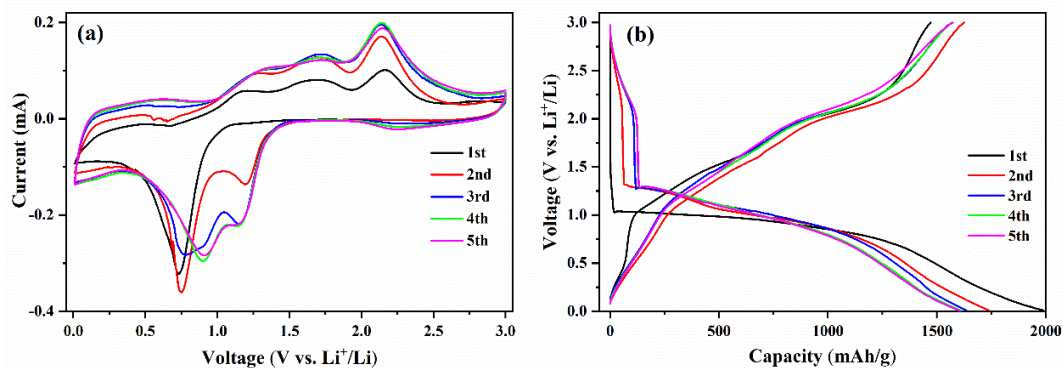 (a)
0.2
0.0
-0.2
-0.4
Current (mA)
1st
2nd
3rd
4th
5th
0.0 0.5 1.0 1.5 2.0 2.5 3.0
Voltage (V vs. Li⁺/Li)
(b)
3.0
2.5
2.0
1.5
1.0
0.5
0.0
Voltage (V vs. Li⁺/Li)
1st
2nd
3rd
4th
5th
0 500 1000 1500 2000
Capacity (mAh/g)